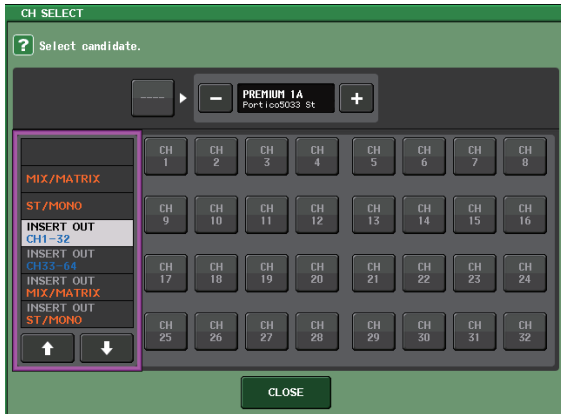 CH SELECT
? Select candidate.
----
PREMIUM 1A
Portico5033 St
MIX/MATRIX
ST/MONO
INSERT OUT
CH1-32
INSERT OUT
CH33-64
INSERT OUT
MIX/MATRIX
INSERT OUT
ST/MONO
CH 1 CH 2 CH 3 CH 4 CH 5 CH 6 CH 7 CH 8
CH 9 CH 10 CH 11 CH 12 CH 13 CH 14 CH 15 CH 16
CH 17 CH 18 CH 19 CH 20 CH 21 CH 22 CH 23 CH 24
CH 25 CH 26 CH 27 CH 28 CH 29 CH 30 CH 31 CH 32
CLOSE